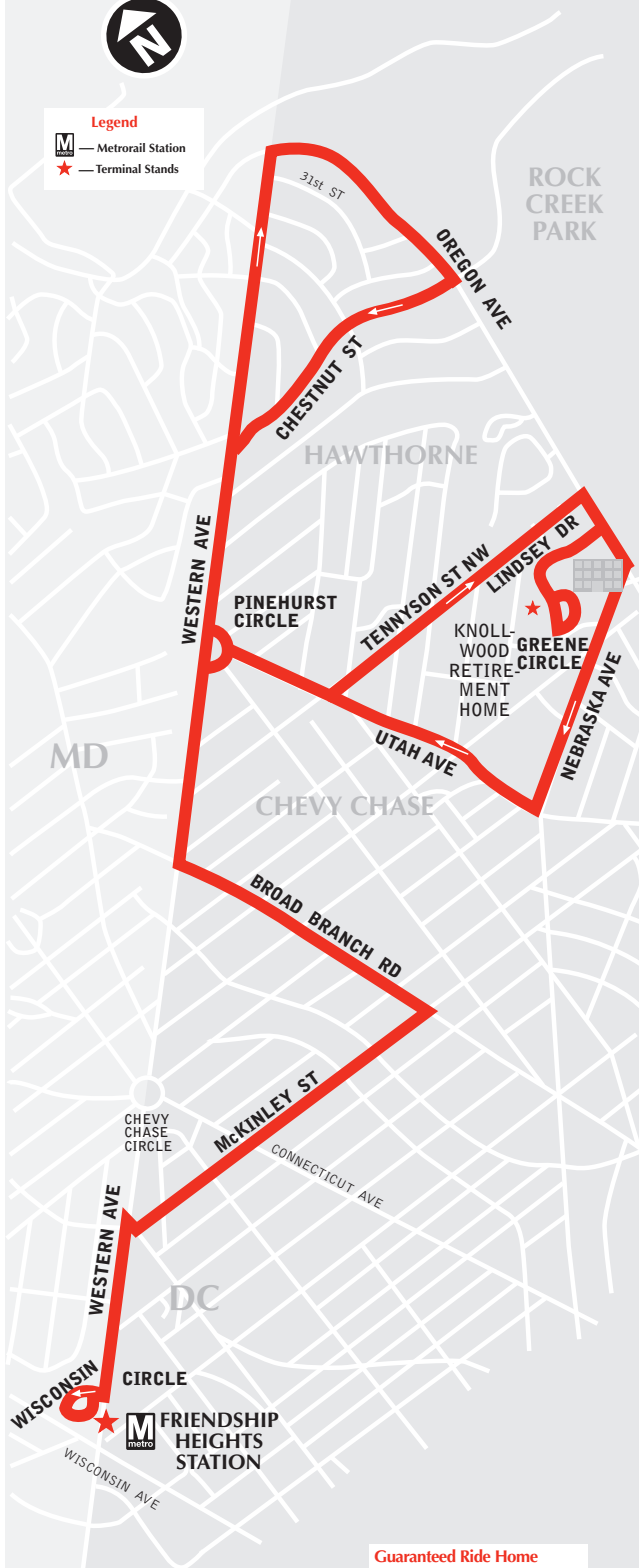 N
Legend
M
metro
— Metrorail Station
★ — Terminal Stands
31st ST
ROCK
CREEK
PARK
OREGON AVE
CHESTNUT ST
HAWTHORNE
WESTERN AVE
PINEHURST
CIRCLE
TENNYSON ST NW
LINDSEY DR
KNOLL-
WOOD
RETIRE-
MENT
HOME
GREENE
CIRCLE
NEBRASKA AVE
UTAH AVE
MD
CHEVY CHASE
BROAD BRANCH RD
McKINLEY ST
CHEVY
CHASE
CIRCLE
CONNECTICUT AVE
WESTERN AVE
DC
WISCONSIN
CIRCLE
M
metro
FRIENDSHIP
HEIGHTS
STATION
WISCONSIN AVE
Guaranteed Ride Home